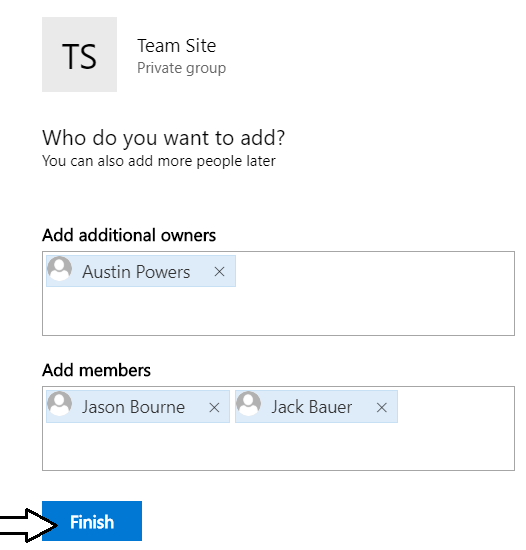 TS
Team Site
Private group
Who do you want to add?
You can also add more people later
Add additional owners
Austin Powers ×
Add members
Jason Bourne × Jack Bauer ×
Finish